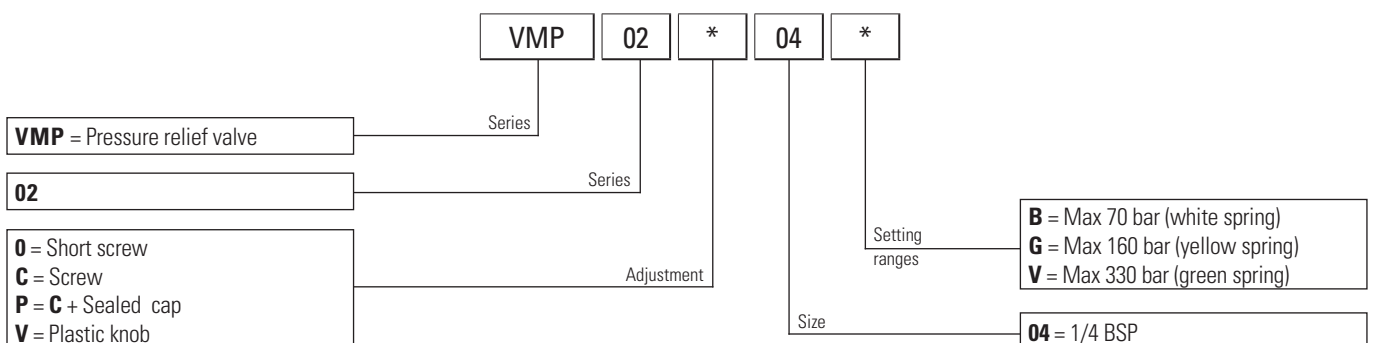 VMP 02 * 04 *
Series
VMP = Pressure relief valve
Series
02
0 = Short screw
C = Screw
P = C + Sealed cap
V = Plastic knob
Adjustment
Setting
ranges
B = Max 70 bar (white spring)
G = Max 160 bar (yellow spring)
V = Max 330 bar (green spring)
Size
04 = 1/4 BSP